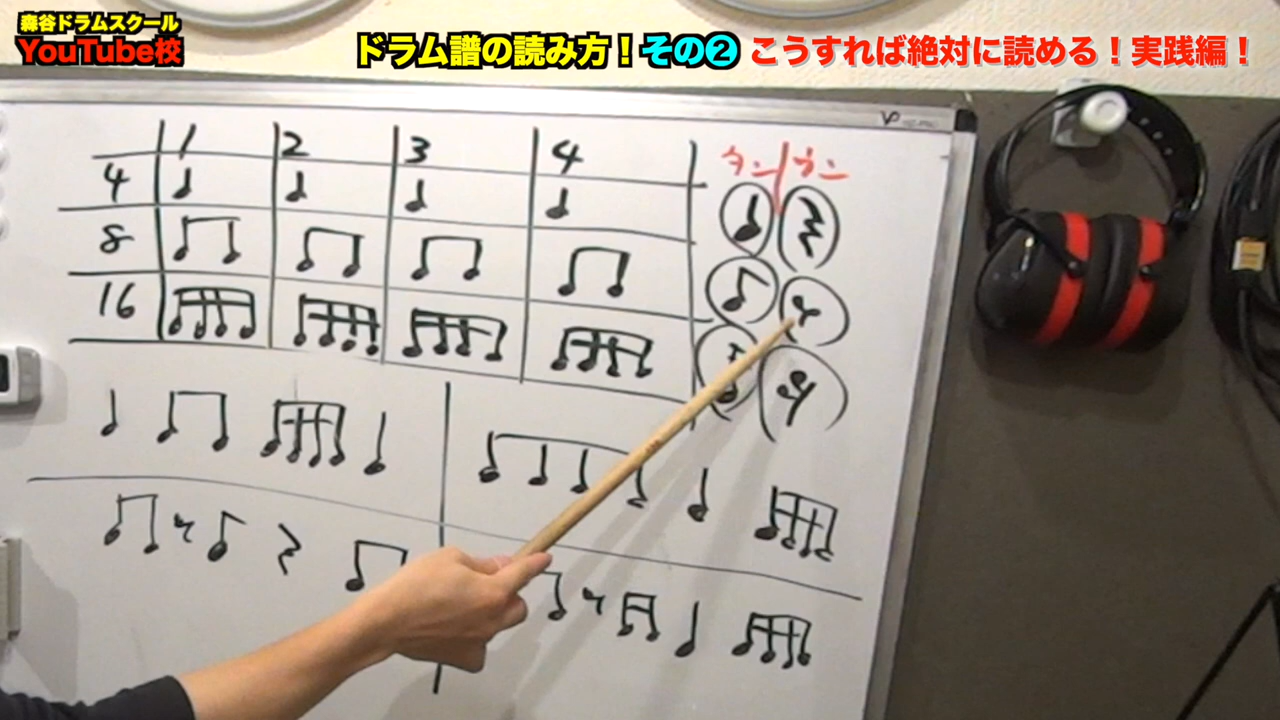 森谷ドラムスクール
YouTube校
ドラム譜の読み方！その❷ こうすれば絶対に読める！実践編！
1 2 3 4
タン ウン
4
8
16